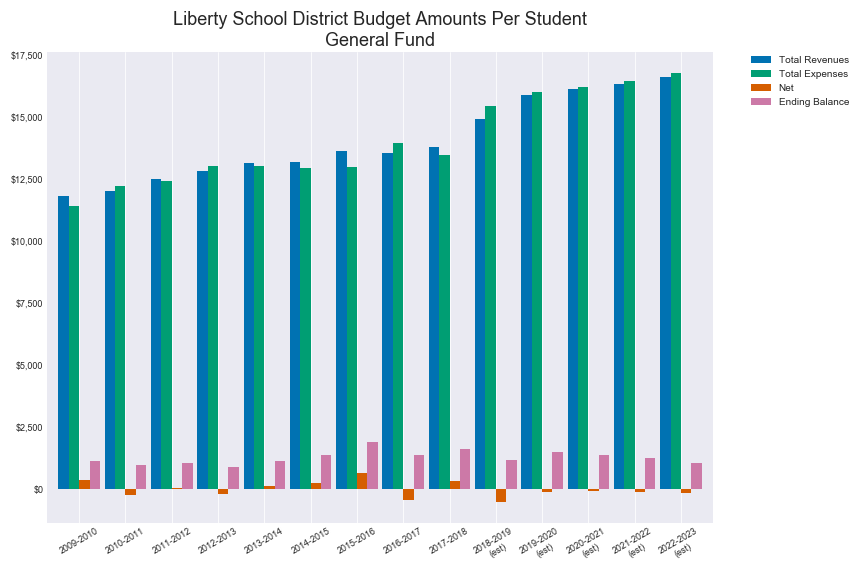 Liberty School District Budget Amounts Per Student
General Fund
Total Revenues
Total Expenses
Net
Ending Balance
$17,500
$15,000
$12,500
$10,000
$7,500
$5,000
$2,500
$0
2009-2010
2010-2011
2011-2012
2012-2013
2013-2014
2014-2015
2015-2016
2016-2017
2017-2018
2018-2019
(est)
2019-2020
(est)
2020-2021
(est)
2021-2022
(est)
2022-2023
(est)